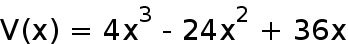 V(x) = 4x³ - 24x² + 36x